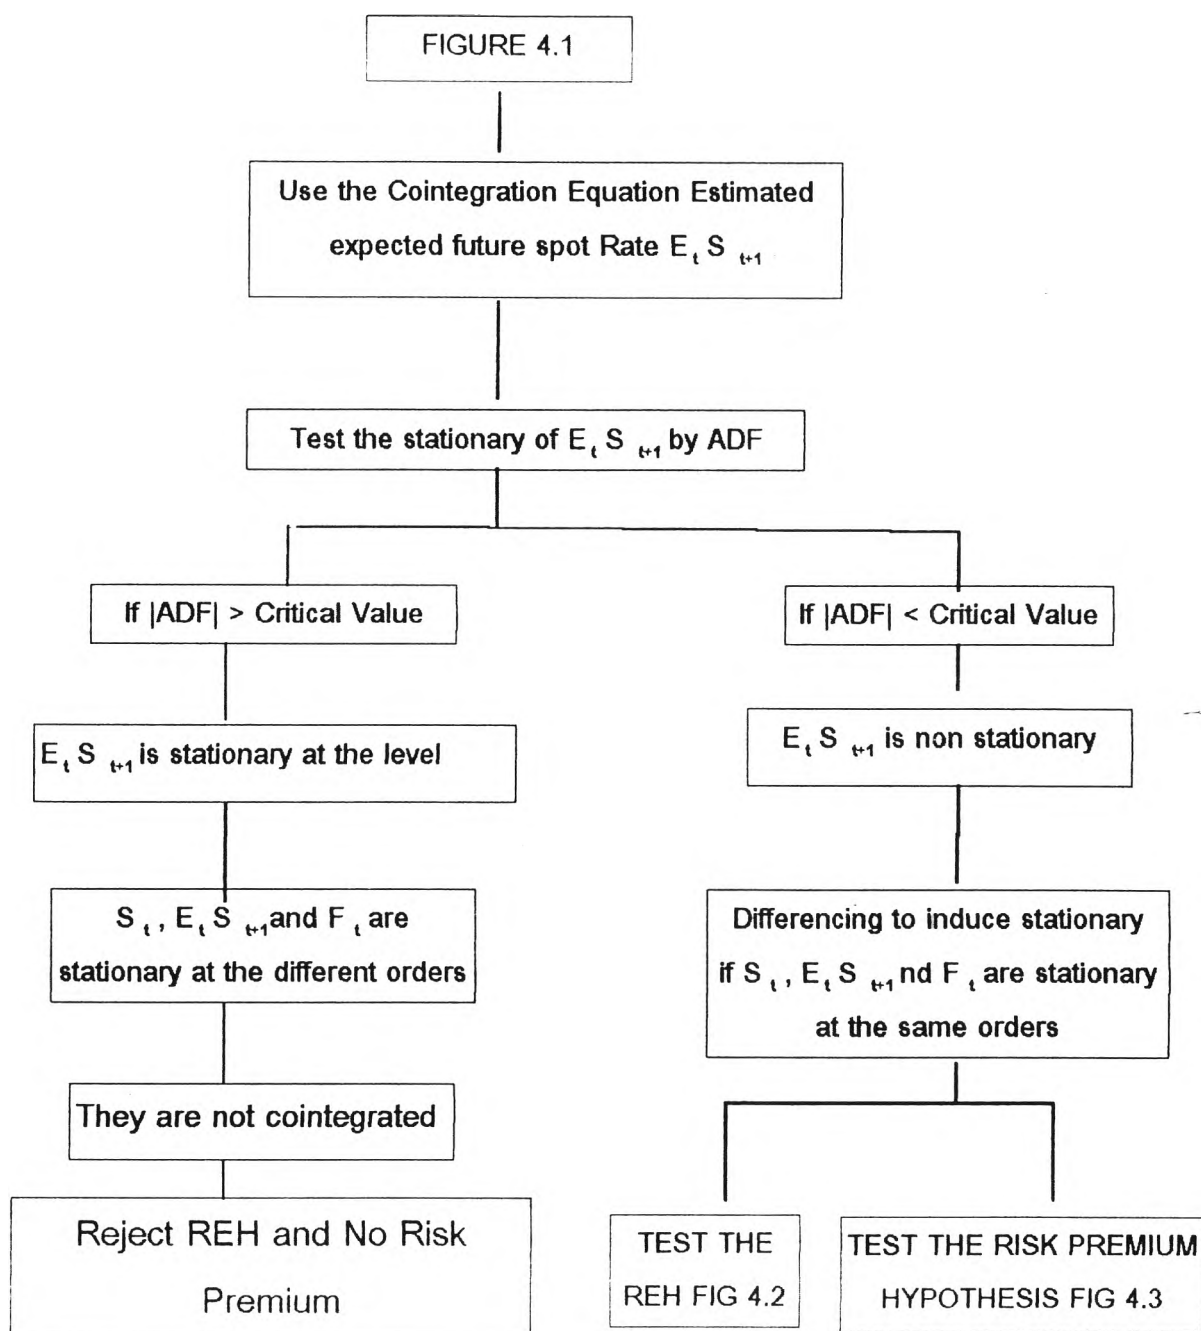 FIGURE 4.1
Use the Cointegration Equation Estimated
expected future spot Rate E t S t+1
Test the stationary of E t S t+1 by ADF
If |ADF| > Critical Value
If |ADF| < Critical Value
E t S t+1 is stationary at the level
E t S t+1 is non stationary
S t , E t S t+1 and F t are
stationary at the different orders
Differencing to induce stationary
if S t , E t S t+1 nd F t are stationary
at the same orders
They are not cointegrated
Reject REH and No Risk
Premium
TEST THE
REH FIG 4.2
TEST THE RISK PREMIUM
HYPOTHESIS FIG 4.3